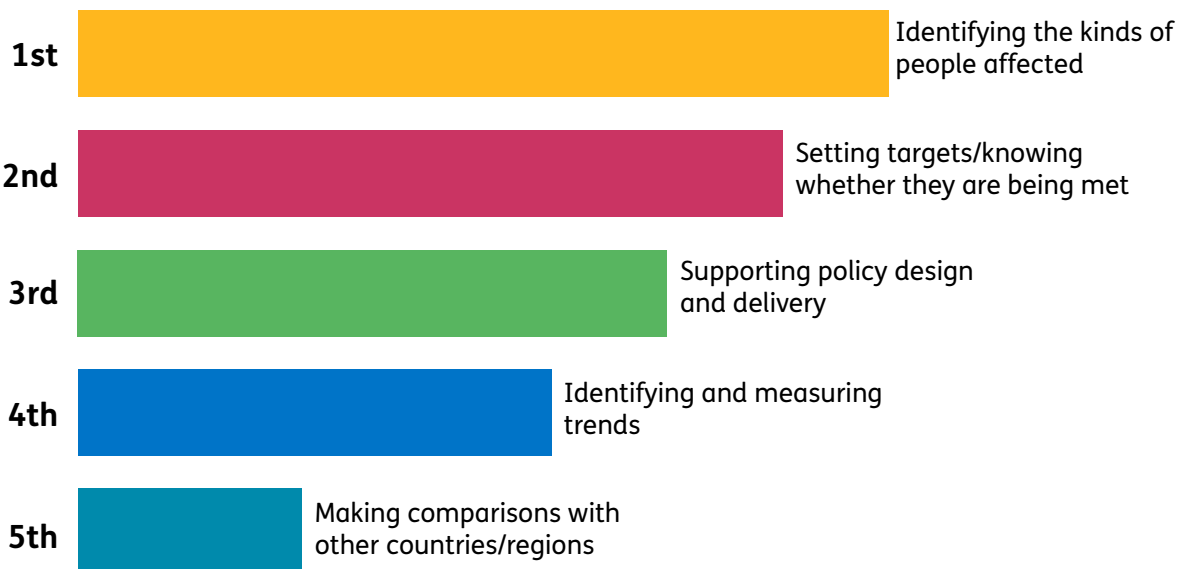 1st
Identifying the kinds of
people affected
2nd
Setting targets/knowing
whether they are being met
3rd
Supporting policy design
and delivery
4th
Identifying and measuring
trends
5th
Making comparisons with
other countries/regions